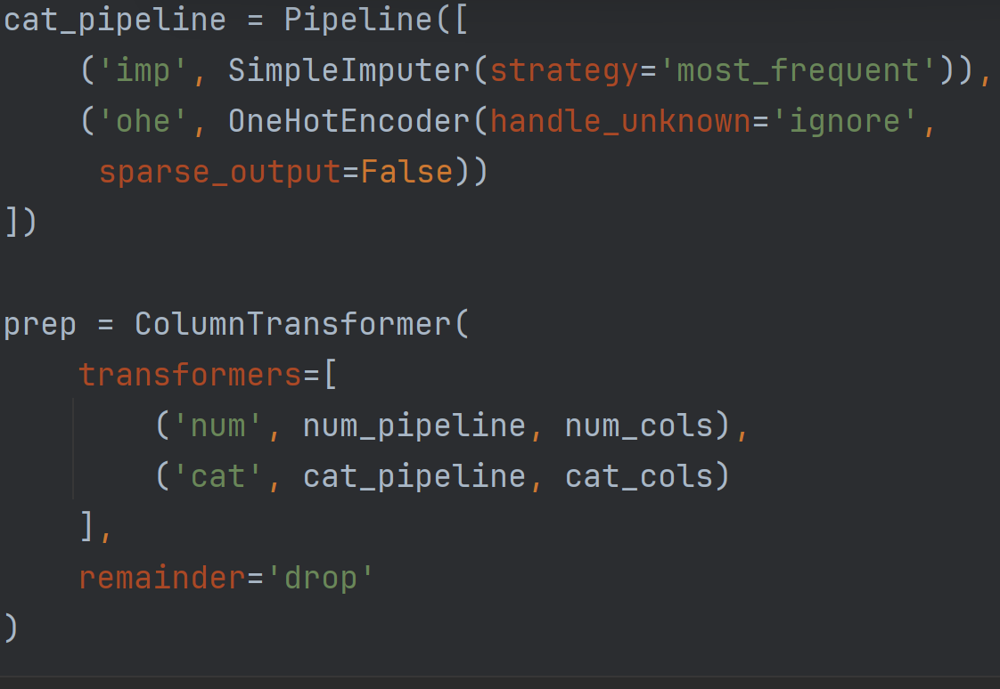 cat_pipeline = Pipeline([
    ('imp', SimpleImputer(strategy='most_frequent')),
    ('ohe', OneHotEncoder(handle_unknown='ignore',
     sparse_output=False))
])

prep = ColumnTransformer(
    transformers=[
        ('num', num_pipeline, num_cols),
        ('cat', cat_pipeline, cat_cols)
    ],
    remainder='drop'
)